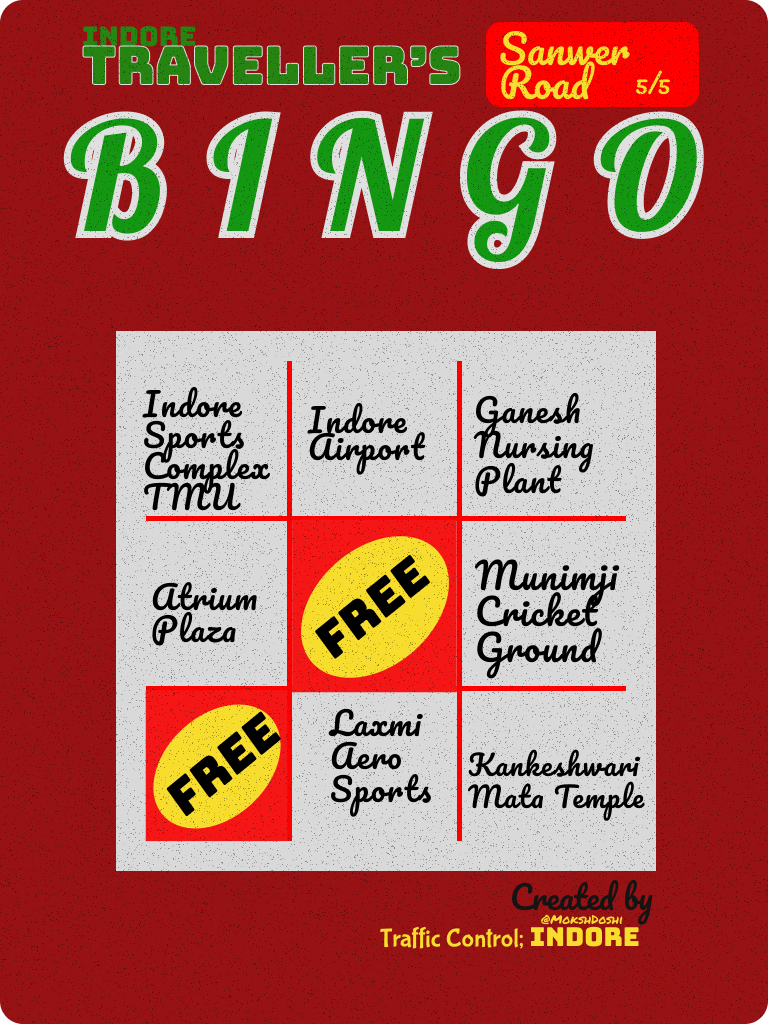 INDORE
TRAVELLER'S
Sanwer
Road 5/5
BINGO
Indore
Sports
Complex
TMU
Indore
Airport
Ganesh
Nursing
Plant
Atrium
Plaza
FREE
Munimji
Cricket
Ground
FREE
Laxmi
Aero
Sports
Kankeshwari
Mata Temple
Created by
@MokshDoshi
Traffic Control; INDORE